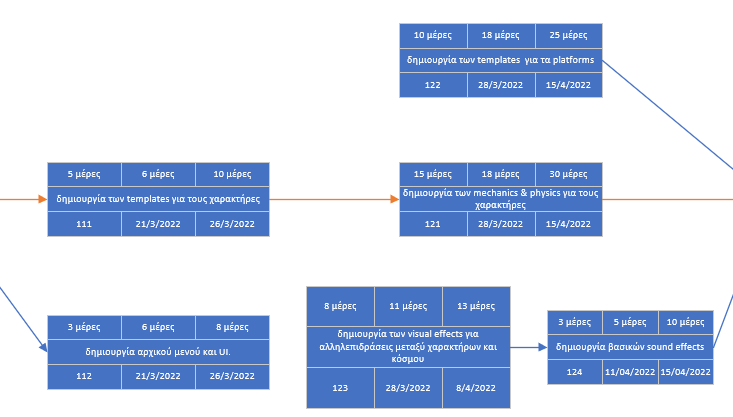 10 μέρες 18 μέρες 25 μέρες
δημιουργία των templates για τα platforms
122 28/3/2022 15/4/2022
5 μέρες 6 μέρες 10 μέρες
δημιουργία των templates για τους χαρακτήρες
111 21/3/2022 26/3/2022
15 μέρες 18 μέρες 30 μέρες
δημιουργία των mechanics & physics για τους
χαρακτήρες
121 28/3/2022 15/4/2022
3 μέρες 6 μέρες 8 μέρες
δημιουργία αρχικού μενού και UI.
112 21/3/2022 26/3/2022
8 μέρες 11 μέρες 13 μέρες
δημιουργία των visual effects για
αλληλεπιδράσεις μεταξύ χαρακτήρων και
κόσμου
123 28/3/2022 8/4/2022
3 μέρες 5 μέρες 10 μέρες
δημιουργία βασικών sound effects
124 11/04/2022 15/04/2022